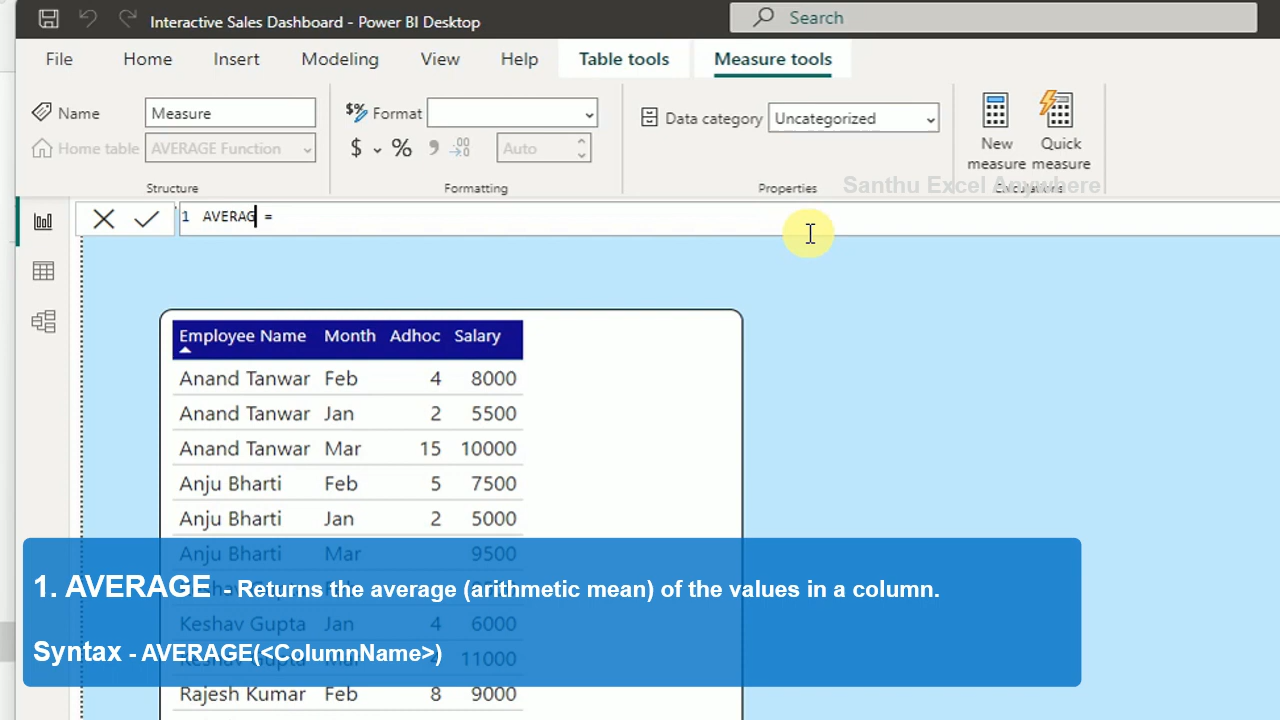 Interactive Sales Dashboard - Power BI Desktop
Search
File Home Insert Modeling View Help Table tools Measure tools
Name Measure
Home table AVERAGE Function
Structure
$% Format
$ % 9 .00 →.0 Auto
Formatting
Data category Uncategorized
Properties
New measure
Quick measure
Calculations
Santhu Excel Anywhere
1 AVERAG =
Employee Name Month Adhoc Salary
Anand Tanwar Feb 4 8000
Anand Tanwar Jan 2 5500
Anand Tanwar Mar 15 10000
Anju Bharti Feb 5 7500
Anju Bharti Jan 2 5000
Anju Bharti Mar 9500
1. AVERAGE - Returns the average (arithmetic mean) of the values in a column.
Keshav Gupta Jan 4 6000
Syntax - AVERAGE(<ColumnName>)
11000
Rajesh Kumar Feb 8 9000